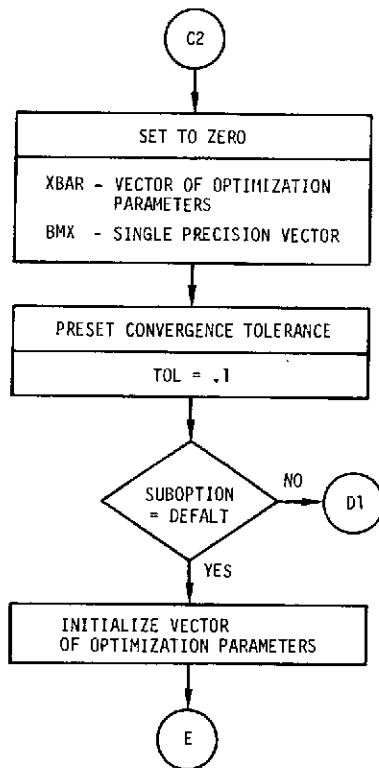 C2
SET TO ZERO
XBAR - VECTOR OF OPTIMIZATION
PARAMETERS
BMX - SINGLE PRECISION VECTOR
PRESET CONVERGENCE TOLERANCE
TOL = .1
SUBOPTION
= DEFALT
NO
D1
YES
INITIALIZE VECTOR
OF OPTIMIZATION PARAMETERS
E